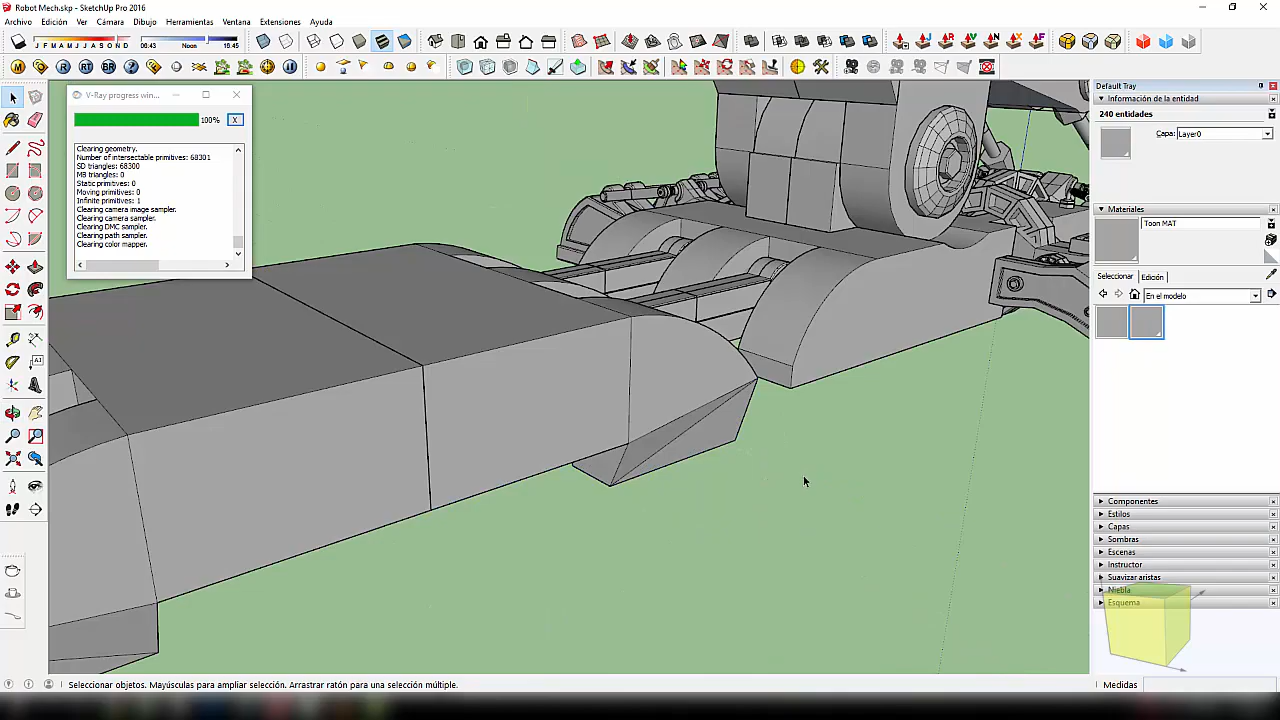 Robot Mech.skp - SketchUp Pro 2016
Archivo Edición Ver Cámara Dibujo Herramientas Ventana Extensiones Ayuda
J F M A M J J A S O N D 06:43 Noon 16:45
M R RT BR
V-Ray progress win...
100%
X
Clearing geometry.
Number of intersectable primitives: 68301
SD triangles: 68300
MB triangles: 0
Static primitives: 0
Moving primitives: 0
Infinite primitives: 1
Clearing camera image sampler.
Clearing camera sampler.
Clearing DMC sampler.
Clearing path sampler.
Clearing color mapper.
Default Tray
Información de la entidad
240 entidades
Capa: Layer0
Materiales
Toon MAT
Seleccionar Edición
En el modelo
Componentes
Estilos
Capas
Sombras
Escenas
Instructor
Suavizar aristas
Niebla
Esquema
Seleccionar objetos. Mayúsculas para ampliar selección. Arrastrar ratón para una selección múltiple.
Medidas